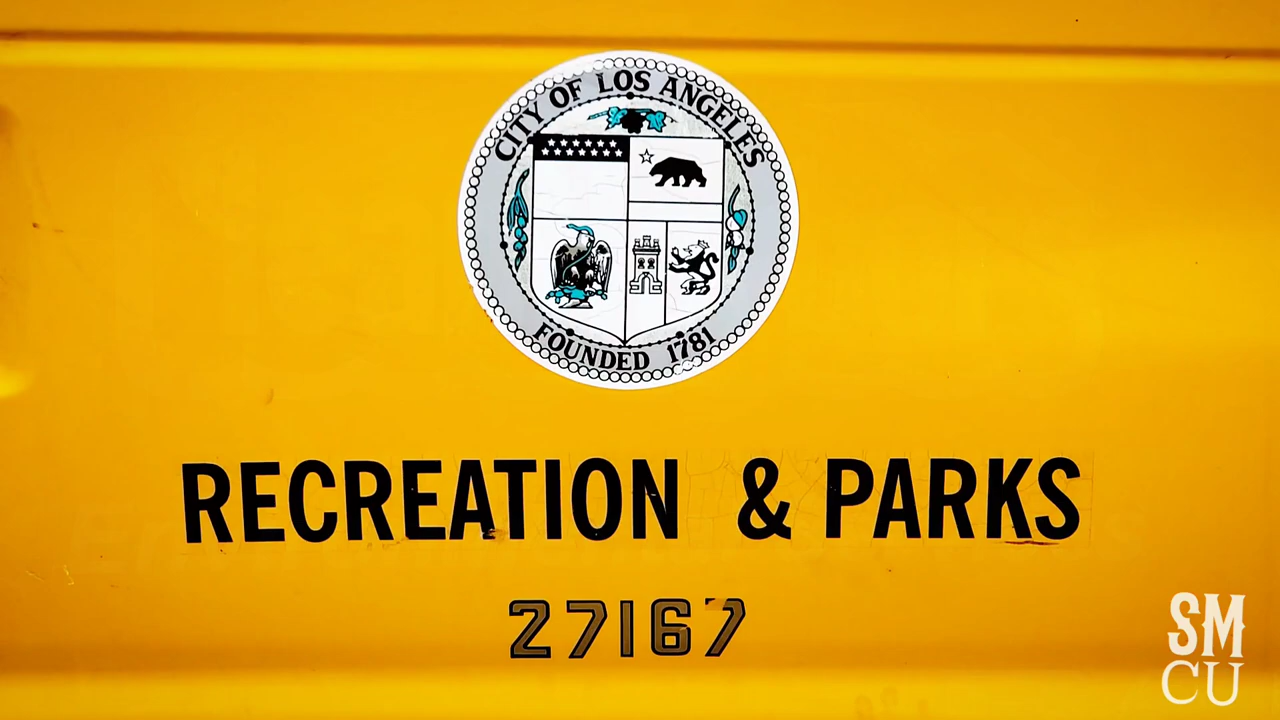 CITY OF LOS ANGELES
FOUNDED 1781
RECREATION & PARKS
27167
SM
CU